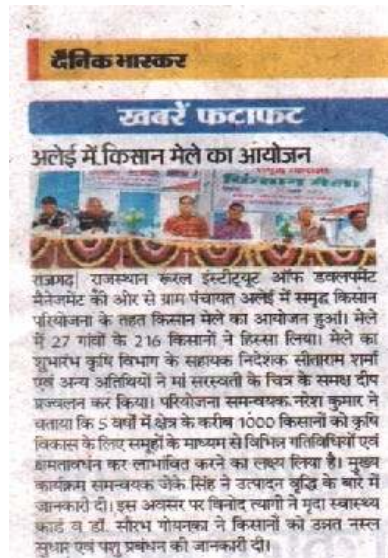 दैनिक भास्कर
खबरें फटाफट
अलेई में किसान मेले का आयोजन
किसान मेला
राजगढ़| राजस्थान रूरल इंस्टीट्यूट ऑफ डवलपमेंट
मैनेजमेंट की ओर से ग्राम पंचायत अलेई में समृद्ध किसान
परियोजना के तहत किसान मेले का आयोजन हुआ। मेले
में 27 गांवों के 216 किसानों ने हिस्सा लिया। मेले का
शुभारंभ कृषि विभाग के सहायक निदेशक सीताराम शर्मा
एवं अन्य अतिथियों ने मां सरस्वती के चित्र के समक्ष दीप
प्रज्वलन कर किया। परियोजना समन्वयक नरेश कुमार ने
बताया कि 5 वर्षों में क्षेत्र के करीब 1000 किसानों को कृषि
विकास के लिए समूहों के माध्यम से विभिन्न गतिविधियों एवं
क्षमतावर्धन कर लाभावित करने का लक्ष्य लिया है। मुख्य
कार्यक्रम समन्वयक जेके सिंह ने उत्पादन वृद्धि के बारे में
जानकारी दी। इस अवसर पर विनोद त्यागी ने मृदा स्वास्थ्य
कार्ड व डॉ. सौरभ गोयनका ने किसानों को उन्नत नस्ल
सुधार एवं पशु प्रबंधन की जानकारी दी।